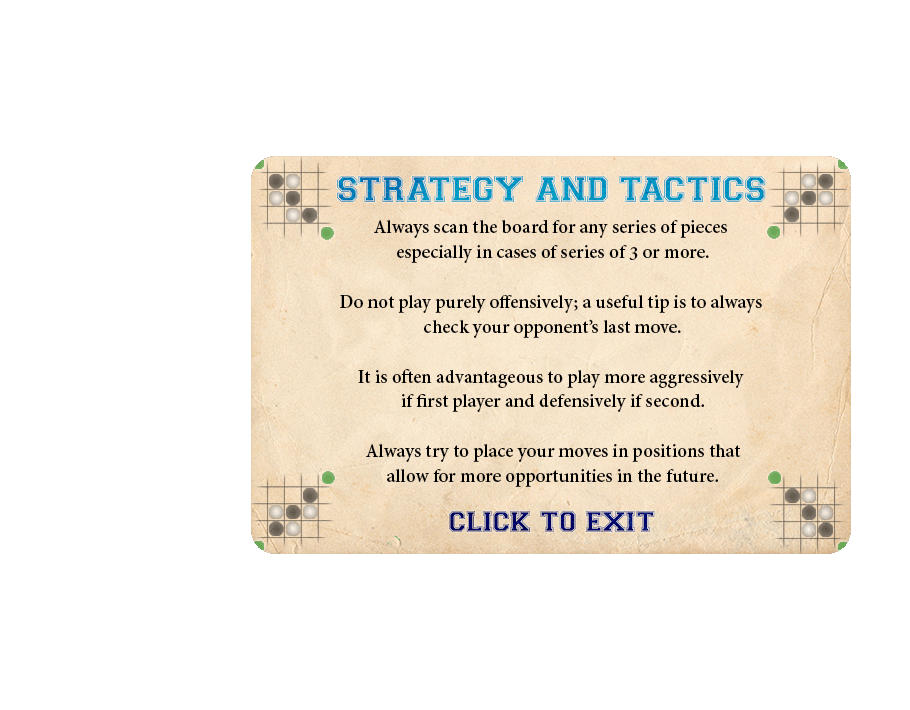 STRATEGY AND TACTICS
Always scan the board for any series of pieces
especially in cases of series of 3 or more.
Do not play purely offensively; a useful tip is to always
check your opponent’s last move.
It is often advantageous to play more aggressively
if first player and defensively if second.
Always try to place your moves in positions that
allow for more opportunities in the future.
CLICK TO EXIT